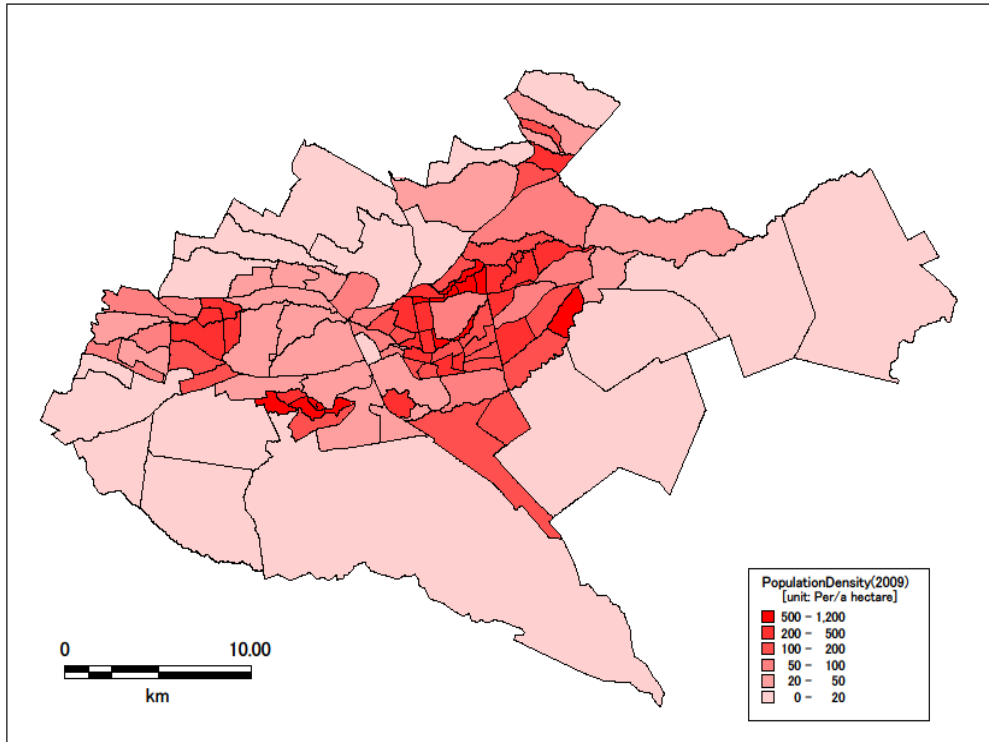 PopulationDensity(2009)
[unit: Per/a hectare]
500 - 1,200
200 - 500
100 - 200
50 - 100
20 - 50
0 - 20
0 10.00
km